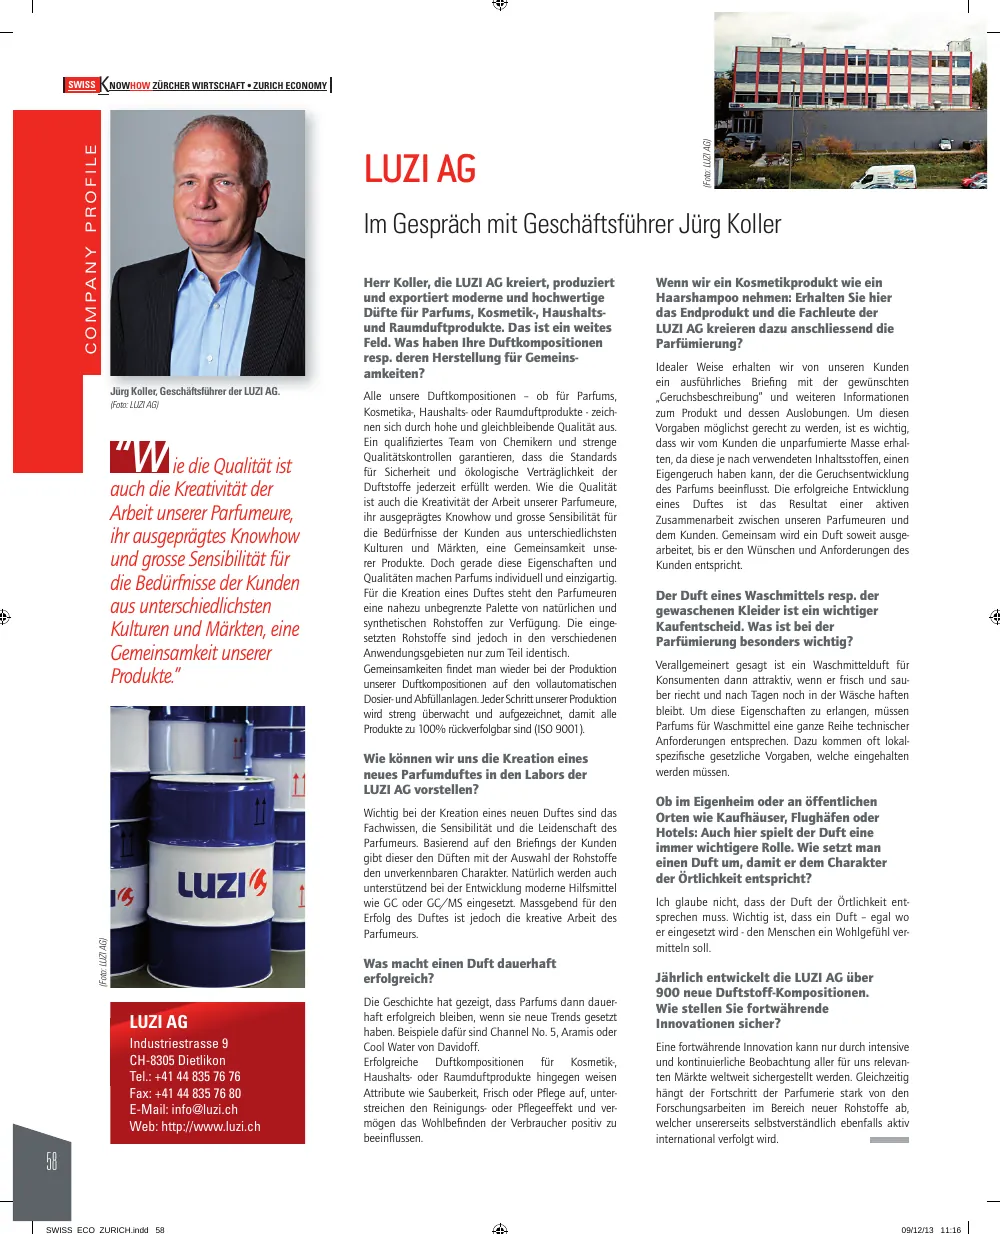 SWISS KNOWHOW ZÜRCHER WIRTSCHAFT • ZURICH ECONOMY
COMPANY PROFILE
(Foto: LUZI AG)
LUZI AG
Im Gespräch mit Geschäftsführer Jürg Koller
Jürg Koller, Geschäftsführer der LUZI AG.
(Foto: LUZI AG)
“Wie die Qualität ist
auch die Kreativität der
Arbeit unserer Parfumeure,
ihr ausgeprägtes Knowhow
und grosse Sensibilität für
die Bedürfnisse der Kunden
aus unterschiedlichsten
Kulturen und Märkten, eine
Gemeinsamkeit unserer
Produkte.”
LUZI
(Foto: LUZI AG)
LUZI AG
Industriestrasse 9
CH-8305 Dietlikon
Tel.: +41 44 835 76 76
Fax: +41 44 835 76 80
E-Mail: info@luzi.ch
Web: http://www.luzi.ch
Herr Koller, die LUZI AG kreiert, produziert
und exportiert moderne und hochwertige
Düfte für Parfums, Kosmetik-, Haushalts-
und Raumduftprodukte. Das ist ein weites
Feld. Was haben Ihre Duftkompositionen
resp. deren Herstellung für Gemeins-
amkeiten?
Alle unsere Duftkompositionen – ob für Parfums,
Kosmetika-, Haushalts- oder Raumduftprodukte - zeich-
nen sich durch hohe und gleichbleibende Qualität aus.
Ein qualifiziertes Team von Chemikern und strenge
Qualitätskontrollen garantieren, dass die Standards
für Sicherheit und ökologische Verträglichkeit der
Duftstoffe jederzeit erfüllt werden. Wie die Qualität
ist auch die Kreativität der Arbeit unserer Parfumeure,
ihr ausgeprägtes Knowhow und grosse Sensibilität für
die Bedürfnisse der Kunden aus unterschiedlichsten
Kulturen und Märkten, eine Gemeinsamkeit unse-
rer Produkte. Doch gerade diese Eigenschaften und
Qualitäten machen Parfums individuell und einzigartig.
Für die Kreation eines Duftes steht den Parfumeuren
eine nahezu unbegrenzte Palette von natürlichen und
synthetischen Rohstoffen zur Verfügung. Die einge-
setzten Rohstoffe sind jedoch in den verschiedenen
Anwendungsgebieten nur zum Teil identisch.
Gemeinsamkeiten findet man wieder bei der Produktion
unserer Duftkompositionen auf den vollautomatischen
Dosier- und Abfüllanlagen. Jeder Schritt unserer Produktion
wird streng überwacht und aufgezeichnet, damit alle
Produkte zu 100% rückverfolgbar sind (ISO 9001).
Wie können wir uns die Kreation eines
neues Parfumduftes in den Labors der
LUZI AG vorstellen?
Wichtig bei der Kreation eines neuen Duftes sind das
Fachwissen, die Sensibilität und die Leidenschaft des
Parfumeurs. Basierend auf den Briefings der Kunden
gibt dieser den Düften mit der Auswahl der Rohstoffe
den unverkennbaren Charakter. Natürlich werden auch
unterstützend bei der Entwicklung moderne Hilfsmittel
wie GC oder GC/MS eingesetzt. Massgebend für den
Erfolg des Duftes ist jedoch die kreative Arbeit des
Parfumeurs.
Was macht einen Duft dauerhaft
erfolgreich?
Die Geschichte hat gezeigt, dass Parfums dann dauer-
haft erfolgreich bleiben, wenn sie neue Trends gesetzt
haben. Beispiele dafür sind Channel No. 5, Aramis oder
Cool Water von Davidoff.
Erfolgreiche Duftkompositionen für Kosmetik-,
Haushalts- oder Raumduftprodukte hingegen weisen
Attribute wie Sauberkeit, Frisch oder Pflege auf, unter-
streichen den Reinigungs- oder Pflegeeffekt und ver-
mögen das Wohlbefinden der Verbraucher positiv zu
beeinflussen.
Wenn wir ein Kosmetikprodukt wie ein
Haarshampoo nehmen: Erhalten Sie hier
das Endprodukt und die Fachleute der
LUZI AG kreieren dazu anschliessend die
Parfümierung?
Idealer Weise erhalten wir von unseren Kunden
ein ausführliches Briefing mit der gewünschten
„Geruchsbeschreibung“ und weiteren Informationen
zum Produkt und dessen Auslobungen. Um diesen
Vorgaben möglichst gerecht zu werden, ist es wichtig,
dass wir vom Kunden die unparfumierte Masse erhal-
ten, da diese je nach verwendeten Inhaltsstoffen, einen
Eigengeruch haben kann, der die Geruchsentwicklung
des Parfums beeinflusst. Die erfolgreiche Entwicklung
eines Duftes ist das Resultat einer aktiven
Zusammenarbeit zwischen unseren Parfumeuren und
dem Kunden. Gemeinsam wird ein Duft soweit ausge-
arbeitet, bis er den Wünschen und Anforderungen des
Kunden entspricht.
Der Duft eines Waschmittels resp. der
gewaschenen Kleider ist ein wichtiger
Kaufentscheid. Was ist bei der
Parfümierung besonders wichtig?
Verallgemeinert gesagt ist ein Waschmittelduft für
Konsumenten dann attraktiv, wenn er frisch und sau-
ber riecht und nach Tagen noch in der Wäsche haften
bleibt. Um diese Eigenschaften zu erlangen, müssen
Parfums für Waschmittel eine ganze Reihe technischer
Anforderungen entsprechen. Dazu kommen oft lokal-
spezifische gesetzliche Vorgaben, welche eingehalten
werden müssen.
Ob im Eigenheim oder an öffentlichen
Orten wie Kaufhäuser, Flughäfen oder
Hotels: Auch hier spielt der Duft eine
immer wichtigere Rolle. Wie setzt man
einen Duft um, damit er dem Charakter
der Örtlichkeit entspricht?
Ich glaube nicht, dass der Duft der Örtlichkeit ent-
sprechen muss. Wichtig ist, dass ein Duft – egal wo
er eingesetzt wird - den Menschen ein Wohlgefühl ver-
mitteln soll.
Jährlich entwickelt die LUZI AG über
900 neue Duftstoff-Kompositionen.
Wie stellen Sie fortwährende
Innovationen sicher?
Eine fortwährende Innovation kann nur durch intensive
und kontinuierliche Beobachtung aller für uns relevan-
ten Märkte weltweit sichergestellt werden. Gleichzeitig
hängt der Fortschritt der Parfumerie stark von den
Forschungsarbeiten im Bereich neuer Rohstoffe ab,
welcher unsererseits selbstverständlich ebenfalls aktiv
international verfolgt wird.
58
SWISS_ECO_ZURICH.indd 58
09/12/13 11:16